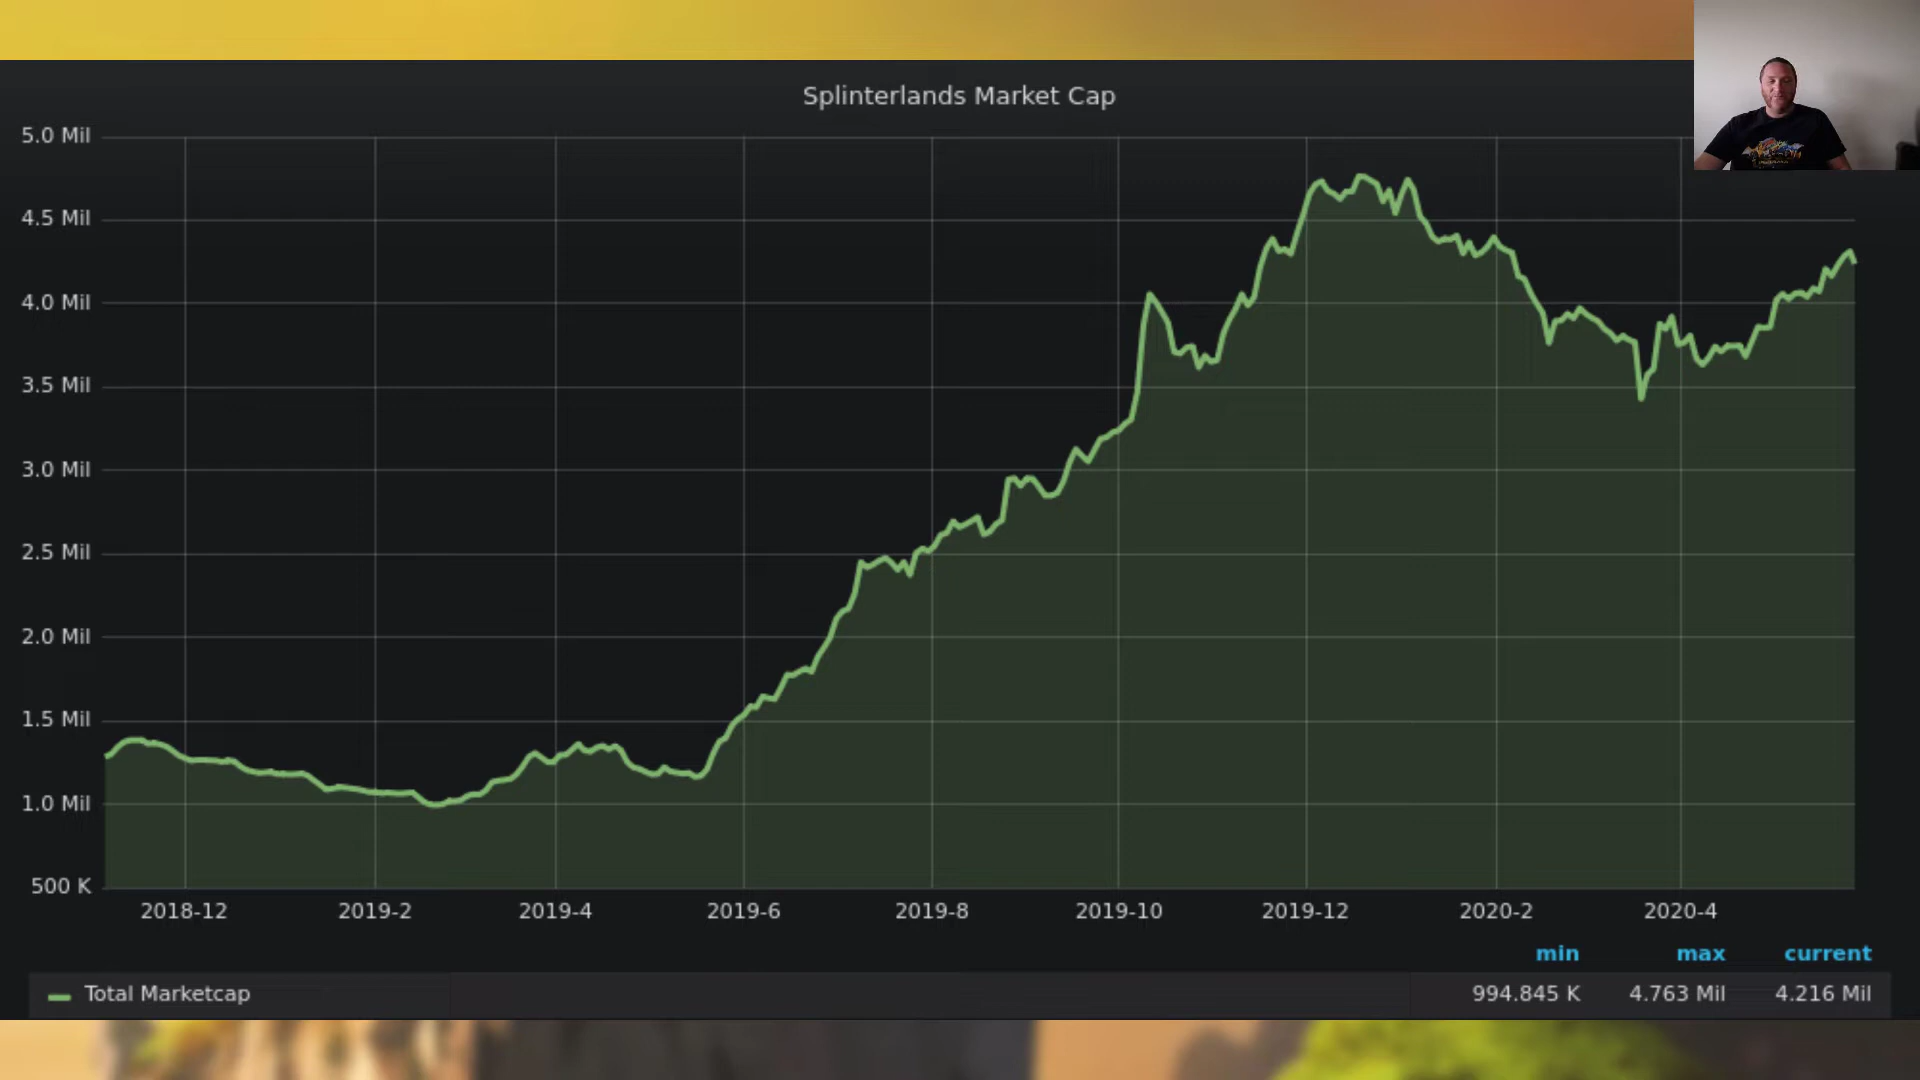 Splinterlands Market Cap
5.0 Mil
4.5 Mil
4.0 Mil
3.5 Mil
3.0 Mil
2.5 Mil
2.0 Mil
1.5 Mil
1.0 Mil
500 K
2018-12 2019-2 2019-4 2019-6 2019-8 2019-10 2019-12 2020-2 2020-4
min max current
Total Marketcap 994.845 K 4.763 Mil 4.216 Mil